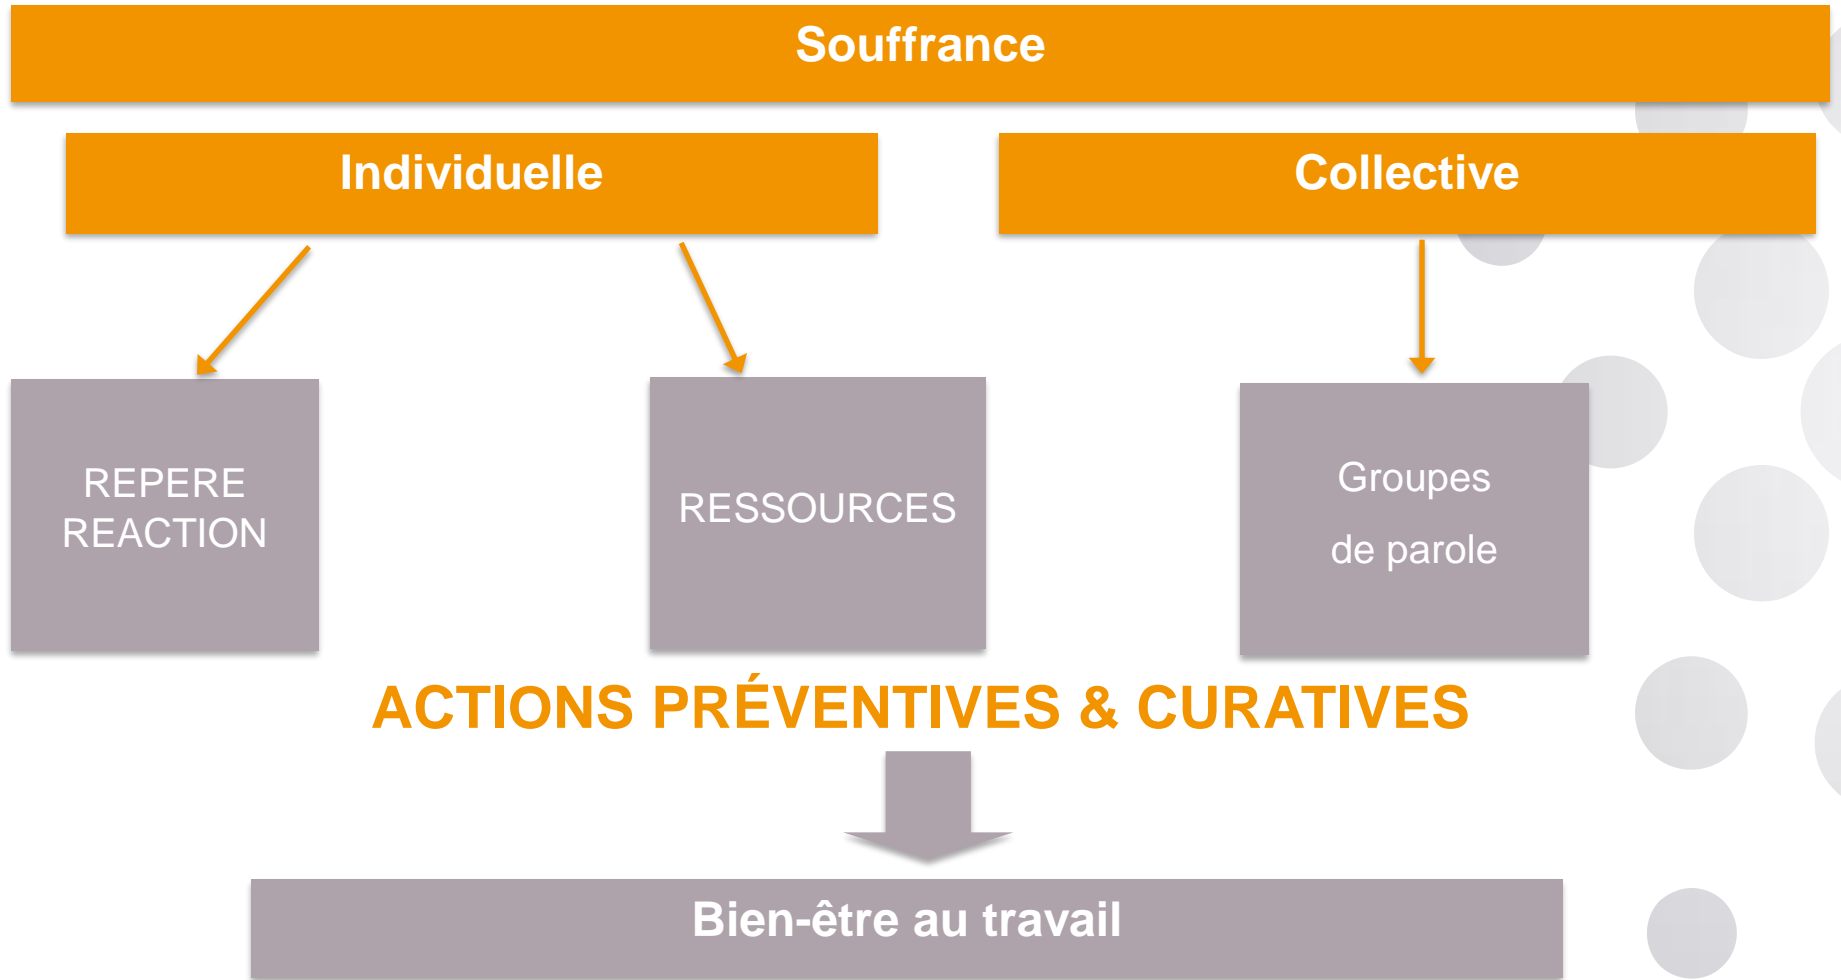 Souffrance
Individuelle
Collective
REPERE
REACTION
RESSOURCES
Groupes
de parole
ACTIONS PRÉVENTIVES & CURATIVES
Bien-être au travail